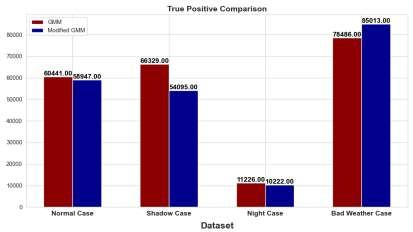 True Positive Comparison
GMM
Modified GMM
80000
70000
60000
50000
40000
30000
20000
10000
0
60441.00
58947.00
66329.00
54095.00
11226.00
10222.00
78486.00
85013.00
Normal Case
Shadow Case
Night Case
Bad Weather Case
Dataset